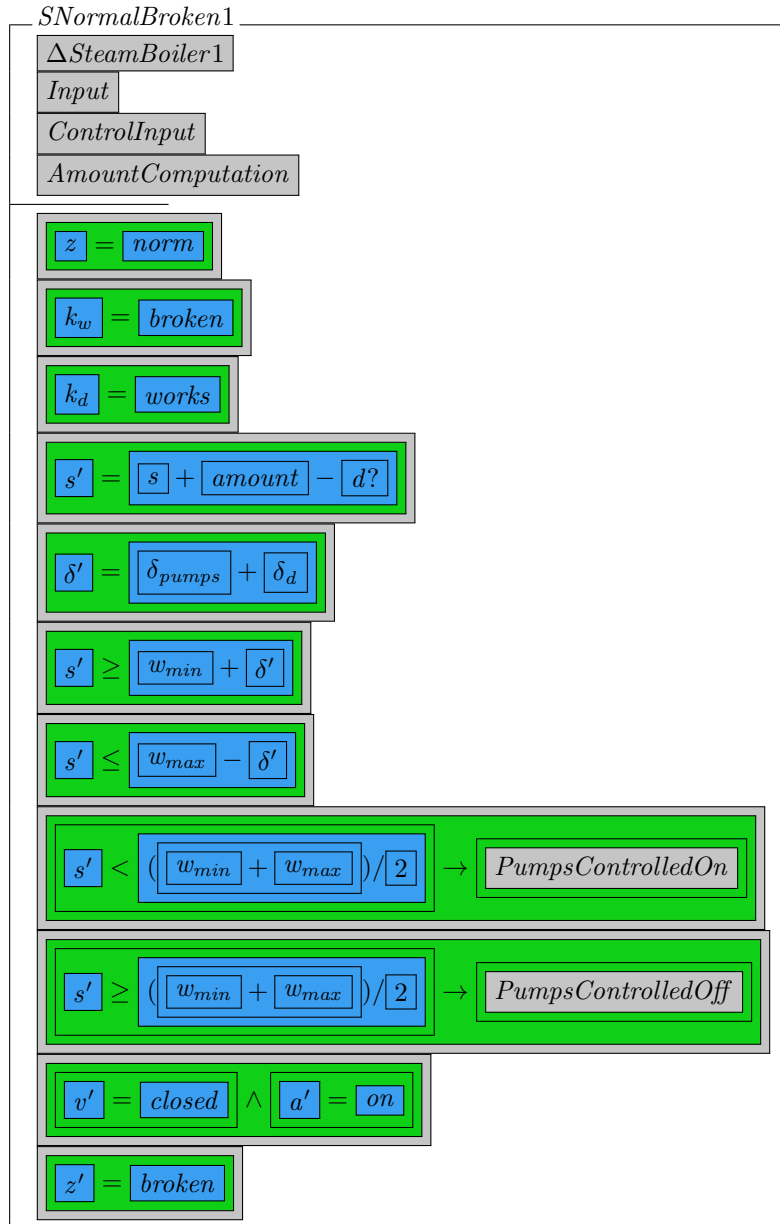 SNormalBroken1
ΔSteamBoiler1
Input
ControlInput
AmountComputation
z = norm
k_w = broken
k_d = works
s′ = s + amount − d?
δ′ = δ_pumps + δ_d
s′ ≥ w_min + δ′
s′ ≤ w_max − δ′
s′ < (w_min + w_max)/2 → PumpsControlledOn
s′ ≥ (w_min + w_max)/2 → PumpsControlledOff
v′ = closed ∧ a′ = on
z′ = broken